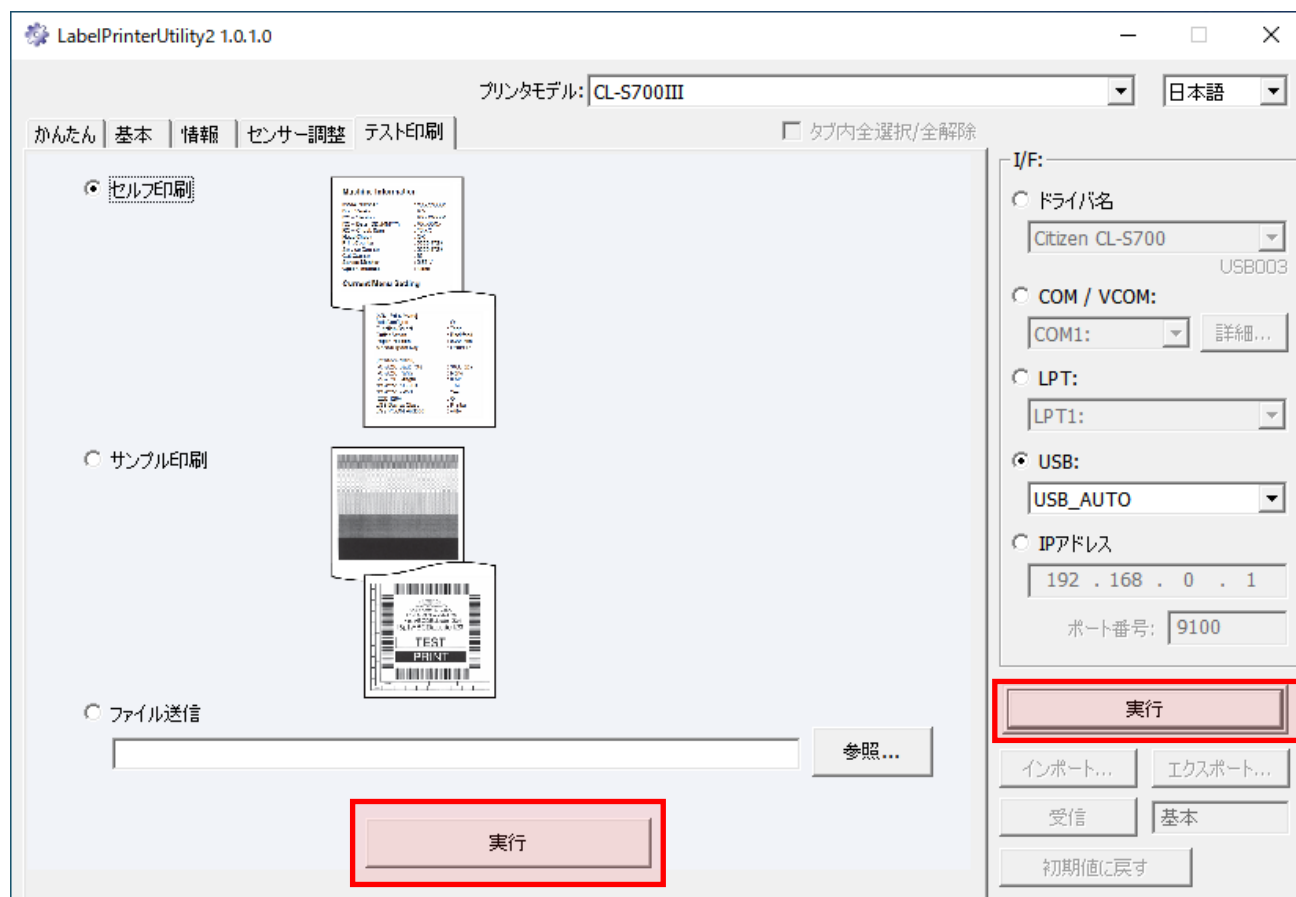 LabelPrinterUtility2 1.0.1.0
プリンタモデル: CL-S700III
日本語
かんたん 基本 情報 センサー調整 テスト印刷
タブ内全選択/全解除
セルフ印刷
Machine Information
Current Menu Setting
サンプル印刷
TEST
PRINT
ファイル送信
参照...
実行
I/F:
ドライバ名
Citizen CL-S700
USB003
COM / VCOM:
COM1: 詳細...
LPT:
LPT1:
USB:
USB_AUTO
IPアドレス
192 . 168 . 0 . 1
ポート番号: 9100
実行
インポート... エクスポート...
受信 基本
初期値に戻す